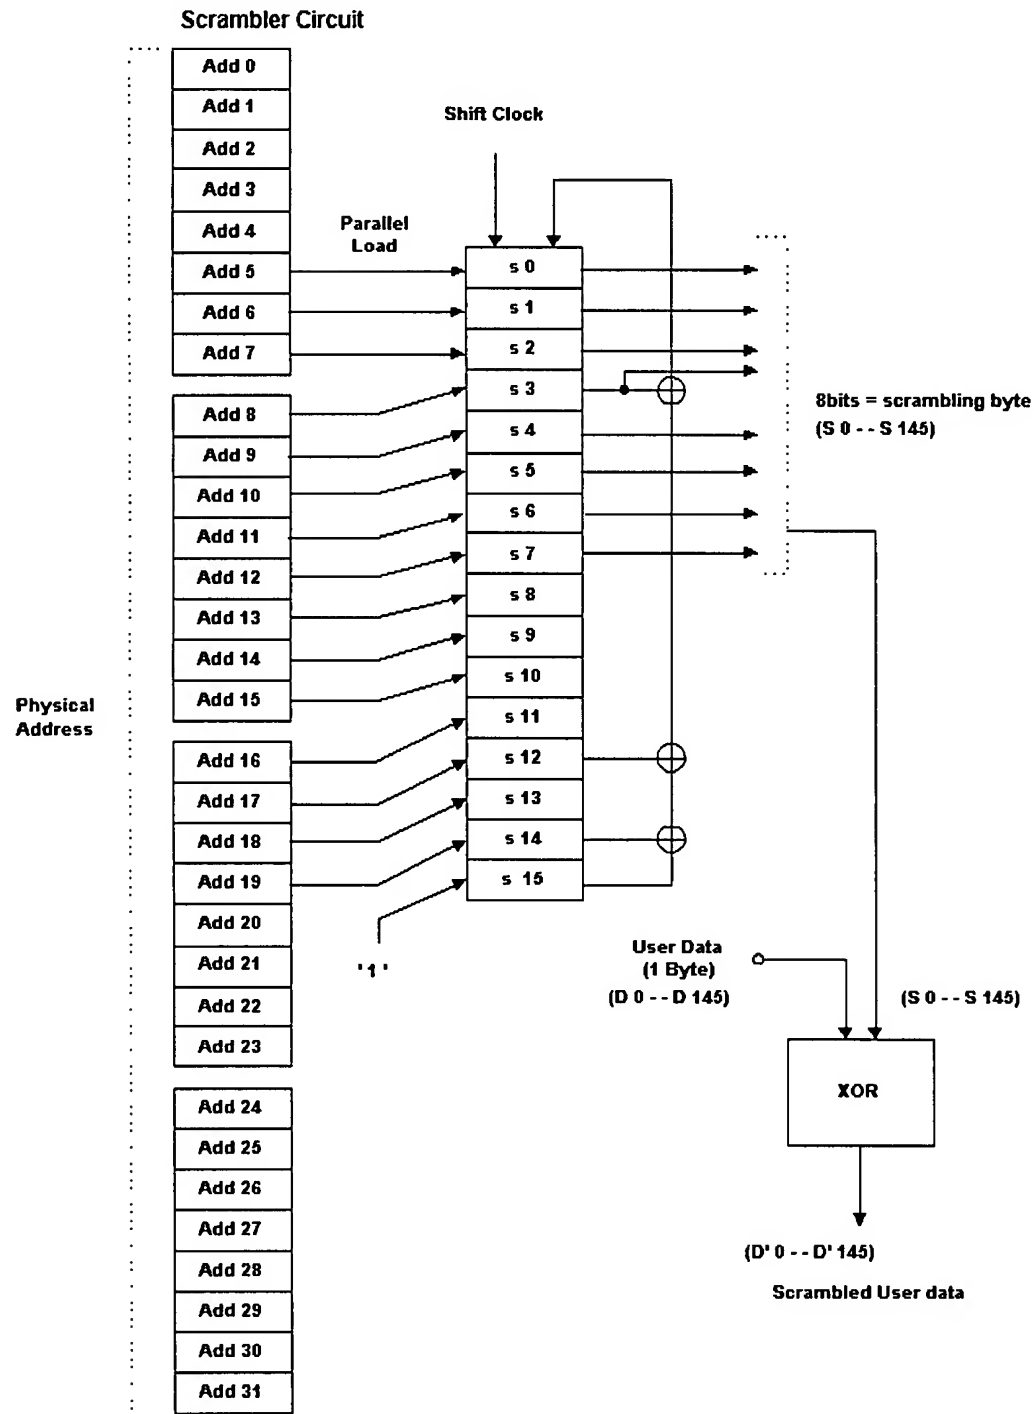 Scrambler Circuit
Add 0
Add 1
Add 2
Add 3
Add 4
Add 5
Add 6
Add 7
Add 8
Add 9
Add 10
Add 11
Add 12
Add 13
Add 14
Add 15
Physical
Address
Add 16
Add 17
Add 18
Add 19
Add 20
Add 21
Add 22
Add 23
Add 24
Add 25
Add 26
Add 27
Add 28
Add 29
Add 30
Add 31
Parallel
Load
Shift Clock
s 0
s 1
s 2
s 3
s 4
s 5
s 6
s 7
s 8
s 9
s 10
s 11
s 12
s 13
s 14
s 15
'1'
8bits = scrambling byte
(S 0 - - S 145)
User Data
(1 Byte)
(D 0 - - D 145)
(S 0 - - S 145)
XOR
(D' 0 - - D' 145)
Scrambled User data